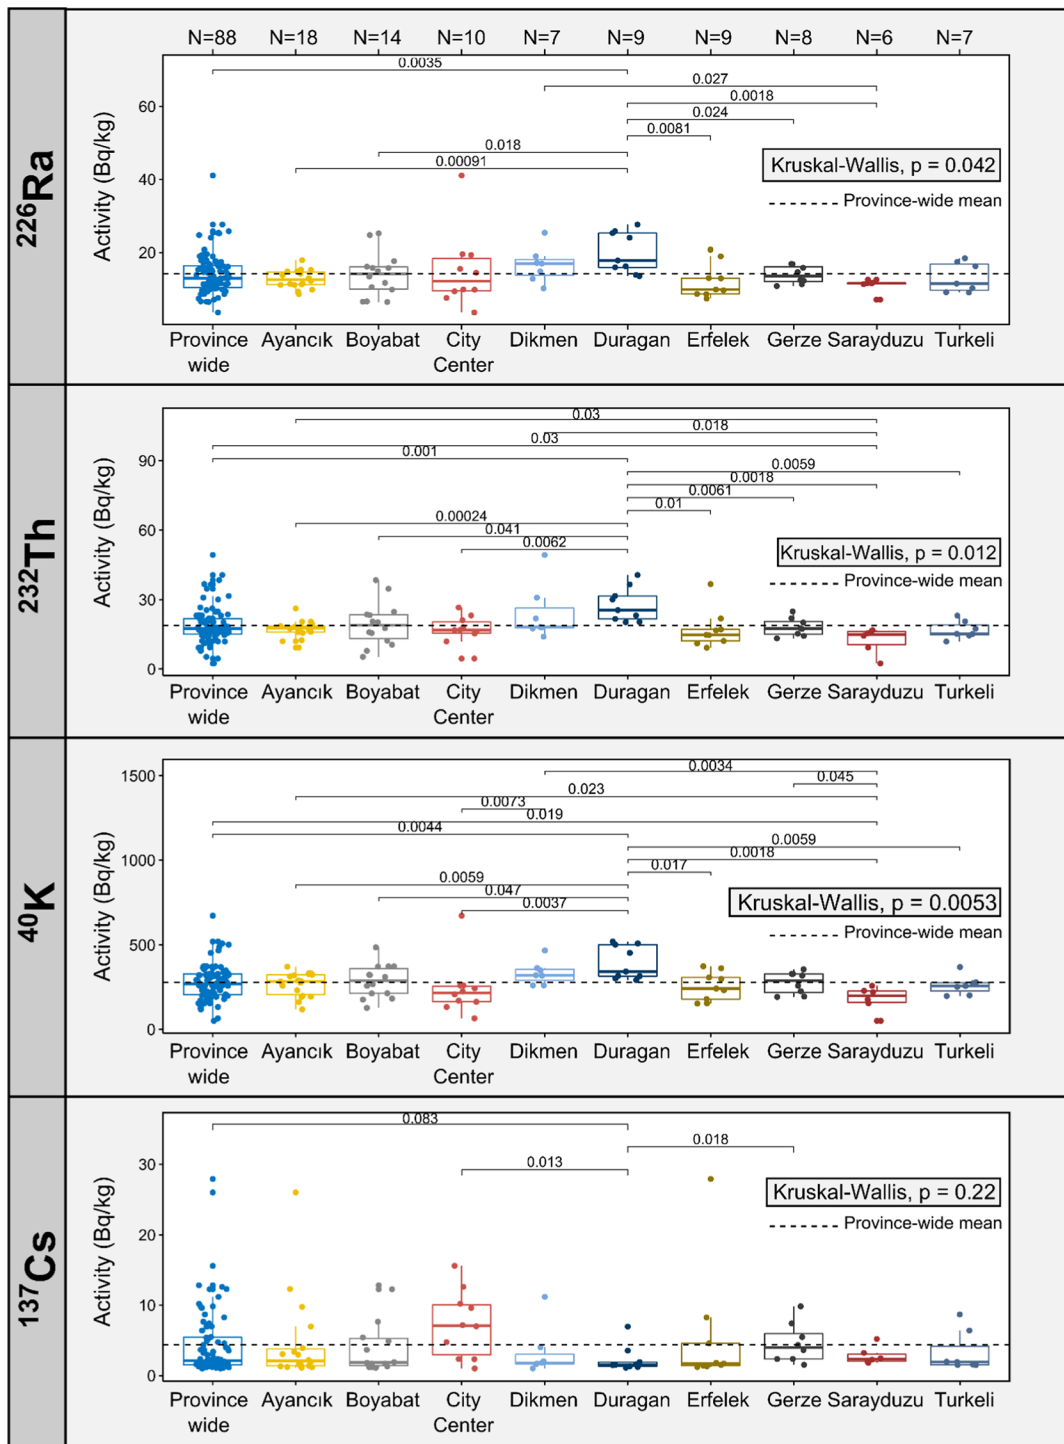 N=88 N=18 N=14 N=10 N=7 N=9 N=9 N=8 N=6 N=7
²²⁶Ra
Activity (Bq/kg)
60
40
20
0.0035
0.027
0.0018
0.024
0.0081
0.018
0.00091
Kruskal-Wallis, p = 0.042
Province-wide mean
Province wide Ayancık Boyabat City Center Dikmen Duragan Erfelek Gerze Sarayduzu Turkeli
²³²Th
Activity (Bq/kg)
90
60
30
0
0.03
0.018
0.03
0.001
0.0059
0.0018
0.0061
0.01
0.00024
0.041
0.0062
Kruskal-Wallis, p = 0.012
Province-wide mean
Province wide Ayancık Boyabat City Center Dikmen Duragan Erfelek Gerze Sarayduzu Turkeli
⁴⁰K
Activity (Bq/kg)
1500
1000
500
0
0.0034
0.045
0.023
0.0073
0.019
0.0044
0.0059
0.0018
0.017
0.0059
0.047
0.0037
Kruskal-Wallis, p = 0.0053
Province-wide mean
Province wide Ayancık Boyabat City Center Dikmen Duragan Erfelek Gerze Sarayduzu Turkeli
¹³⁷Cs
Activity (Bq/kg)
30
20
10
0
0.083
0.018
0.013
Kruskal-Wallis, p = 0.22
Province-wide mean
Province wide Ayancık Boyabat City Center Dikmen Duragan Erfelek Gerze Sarayduzu Turkeli